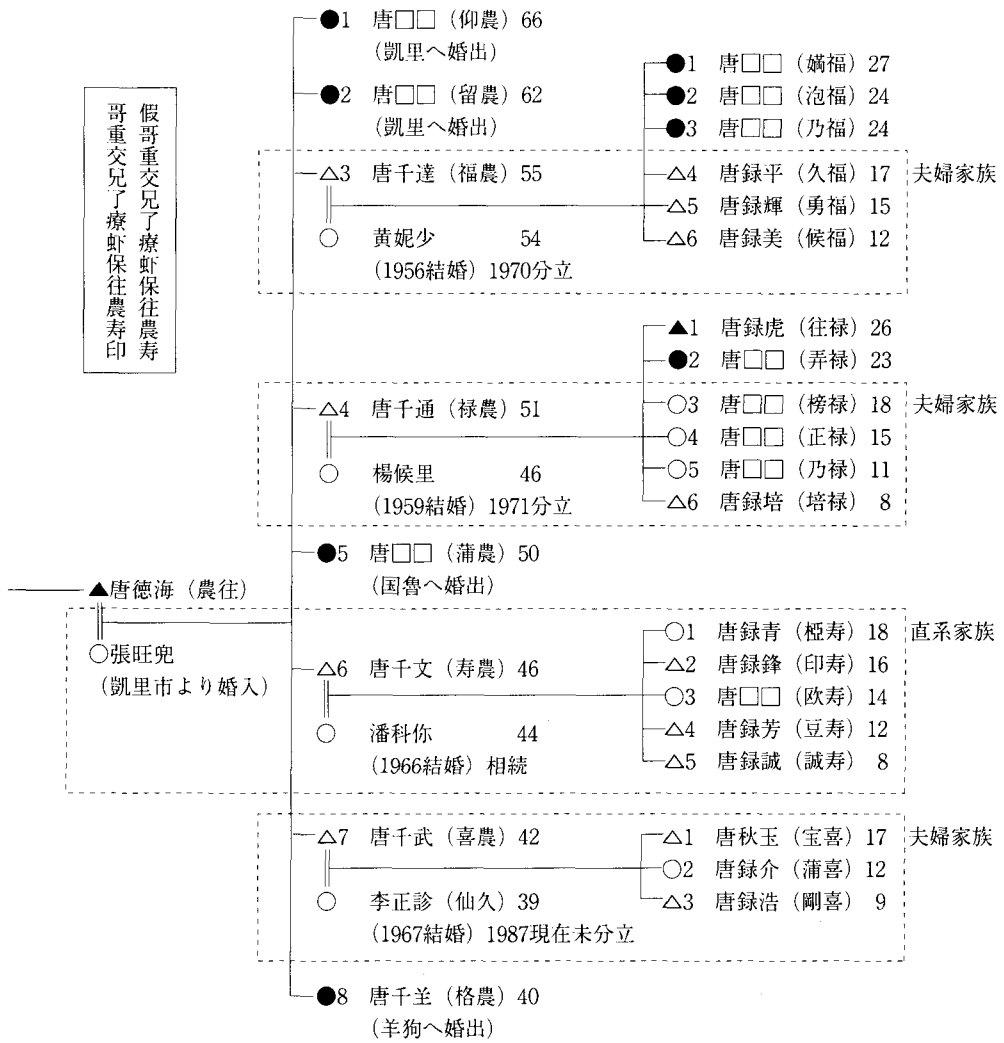 假哥重交兄了療虾保往農寿
哥重交兄了療虾保往農寿印
●1 唐□□（仰農）66
(凱里へ婚出)
●2 唐□□（留農）62
(凱里へ婚出)
△3 唐千達（福農）55
○ 黄妮少 54
(1956結婚) 1970分立
●1 唐□□（嫡福）27
●2 唐□□（泡福）24
●3 唐□□（乃福）24
△4 唐録平（久福）17
△5 唐録輝（勇福）15
△6 唐録美（候福）12
夫婦家族
△4 唐千通（禄農）51
○ 楊候里 46
(1959結婚) 1971分立
▲1 唐録虎（往禄）26
●2 唐□□（弄禄）23
○3 唐□□（榜禄）18
○4 唐□□（正禄）15
○5 唐□□（乃禄）11
△6 唐録培（培禄）8
夫婦家族
●5 唐□□（蒲農）50
(国魯へ婚出)
▲唐徳海（農往）
○張旺兜
(凱里市より婚入)
△6 唐千文（寿農）46
○ 潘科你 44
(1966結婚) 相続
○1 唐録青（椏寿）18
△2 唐録鋒（印寿）16
○3 唐□□（欧寿）14
△4 唐録芳（豆寿）12
△5 唐録誠（誠寿）8
直系家族
△7 唐千武（喜農）42
○ 李正診（仙久）39
(1967結婚) 1987現在未分立
△1 唐秋玉（宝喜）17
○2 唐録介（蒲喜）12
△3 唐録浩（剛喜）9
夫婦家族
●8 唐千（格農）40
(羊狗へ婚出)